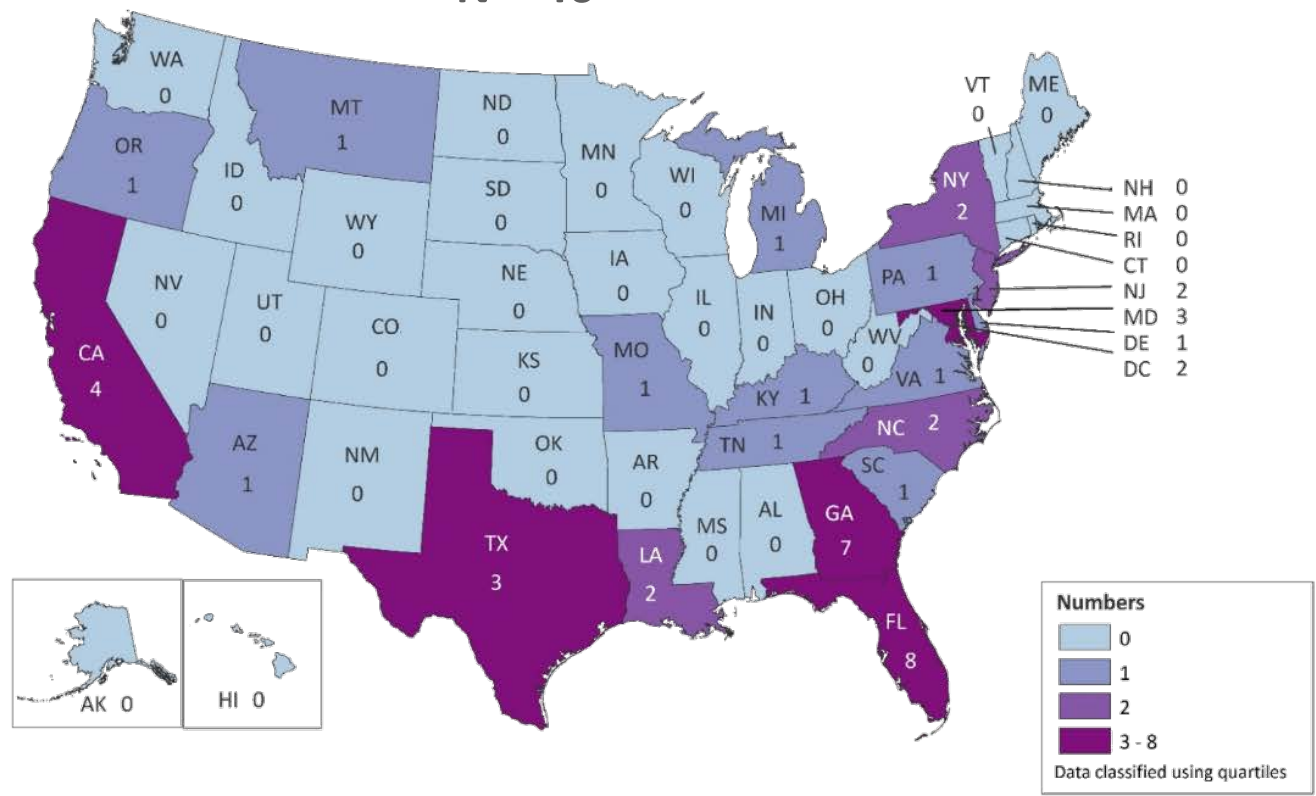 WA
0
OR
1
CA
4
ID
0
NV
0
MT
1
WY
0
UT
0
AZ
1
CO
0
NM
0
ND
0
SD
0
NE
0
KS
0
OK
0
TX
3
MN
0
IA
0
MO
1
AR
0
LA
2
WI
0
IL
0
MS
0
MI
1
IN
0
OH
0
KY 1
TN 1
AL
0
GA
7
FL
8
SC
1
NC 2
VA 1
WV
0
PA 1
NY
2
VT
0
ME
0
NH 0
MA 0
RI 0
CT 0
NJ 2
MD 3
DE 1
DC 2
AK 0
HI 0
Numbers
0
1
2
3 - 8
Data classified using quartiles